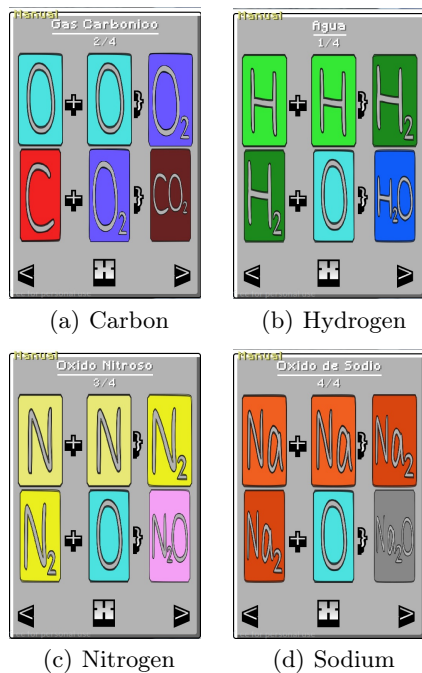 Manual
Gas Carbonico
2/4
O + O } O2
C + O2 } CO2
< >
(a) Carbon
Manual
Agua
1/4
H + H } H2
H2 + O } H2O
< >
(b) Hydrogen
Manual
Oxido Nitroso
3/4
N + N } N2
N2 + O } N2O
< >
(c) Nitrogen
Manual
Oxido de Sodio
4/4
Na + Na } Na2
Na2 + O } Na2O
< >
(d) Sodium